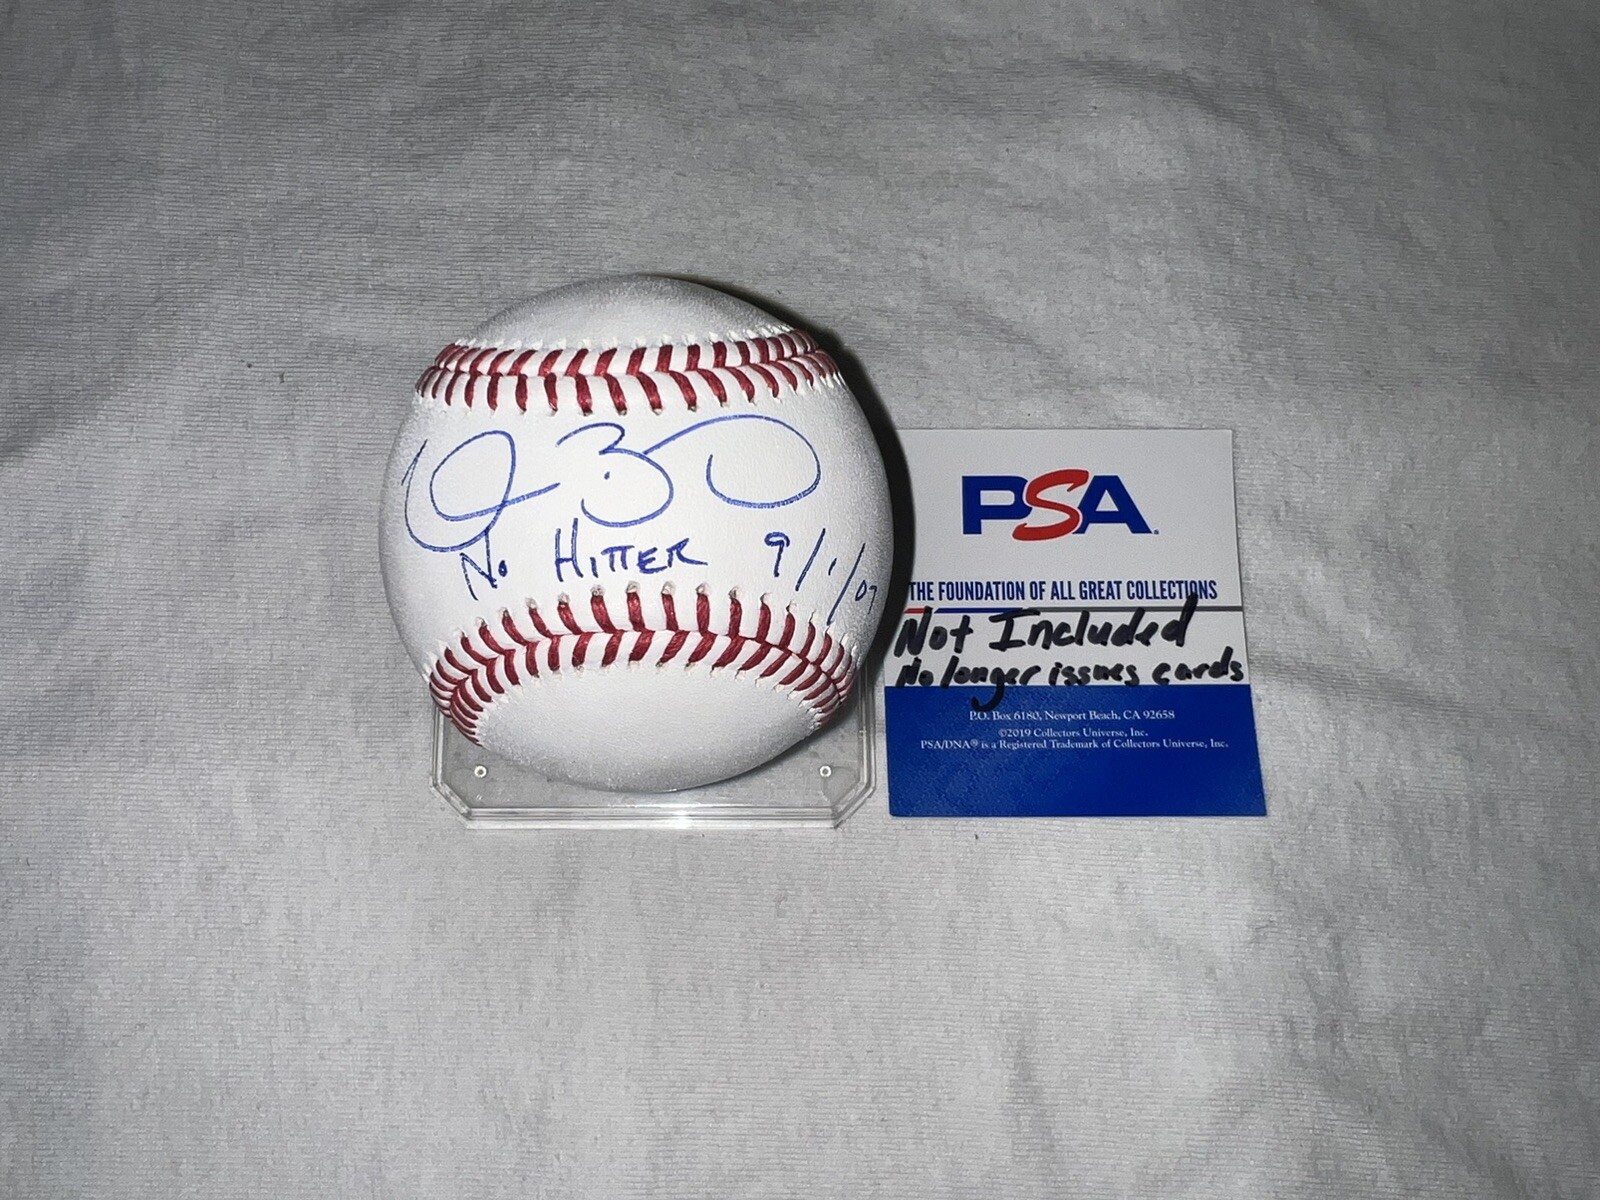 No HITTER 9/1/07
PSA
THE FOUNDATION OF ALL GREAT COLLECTIONS
Not Included
No longer issues cards
P.O. Box 6180, Newport Beach, CA 92658
©2019 Collectors Universe, Inc.
PSA/DNA® is a Registered Trademark of Collectors Universe, Inc.